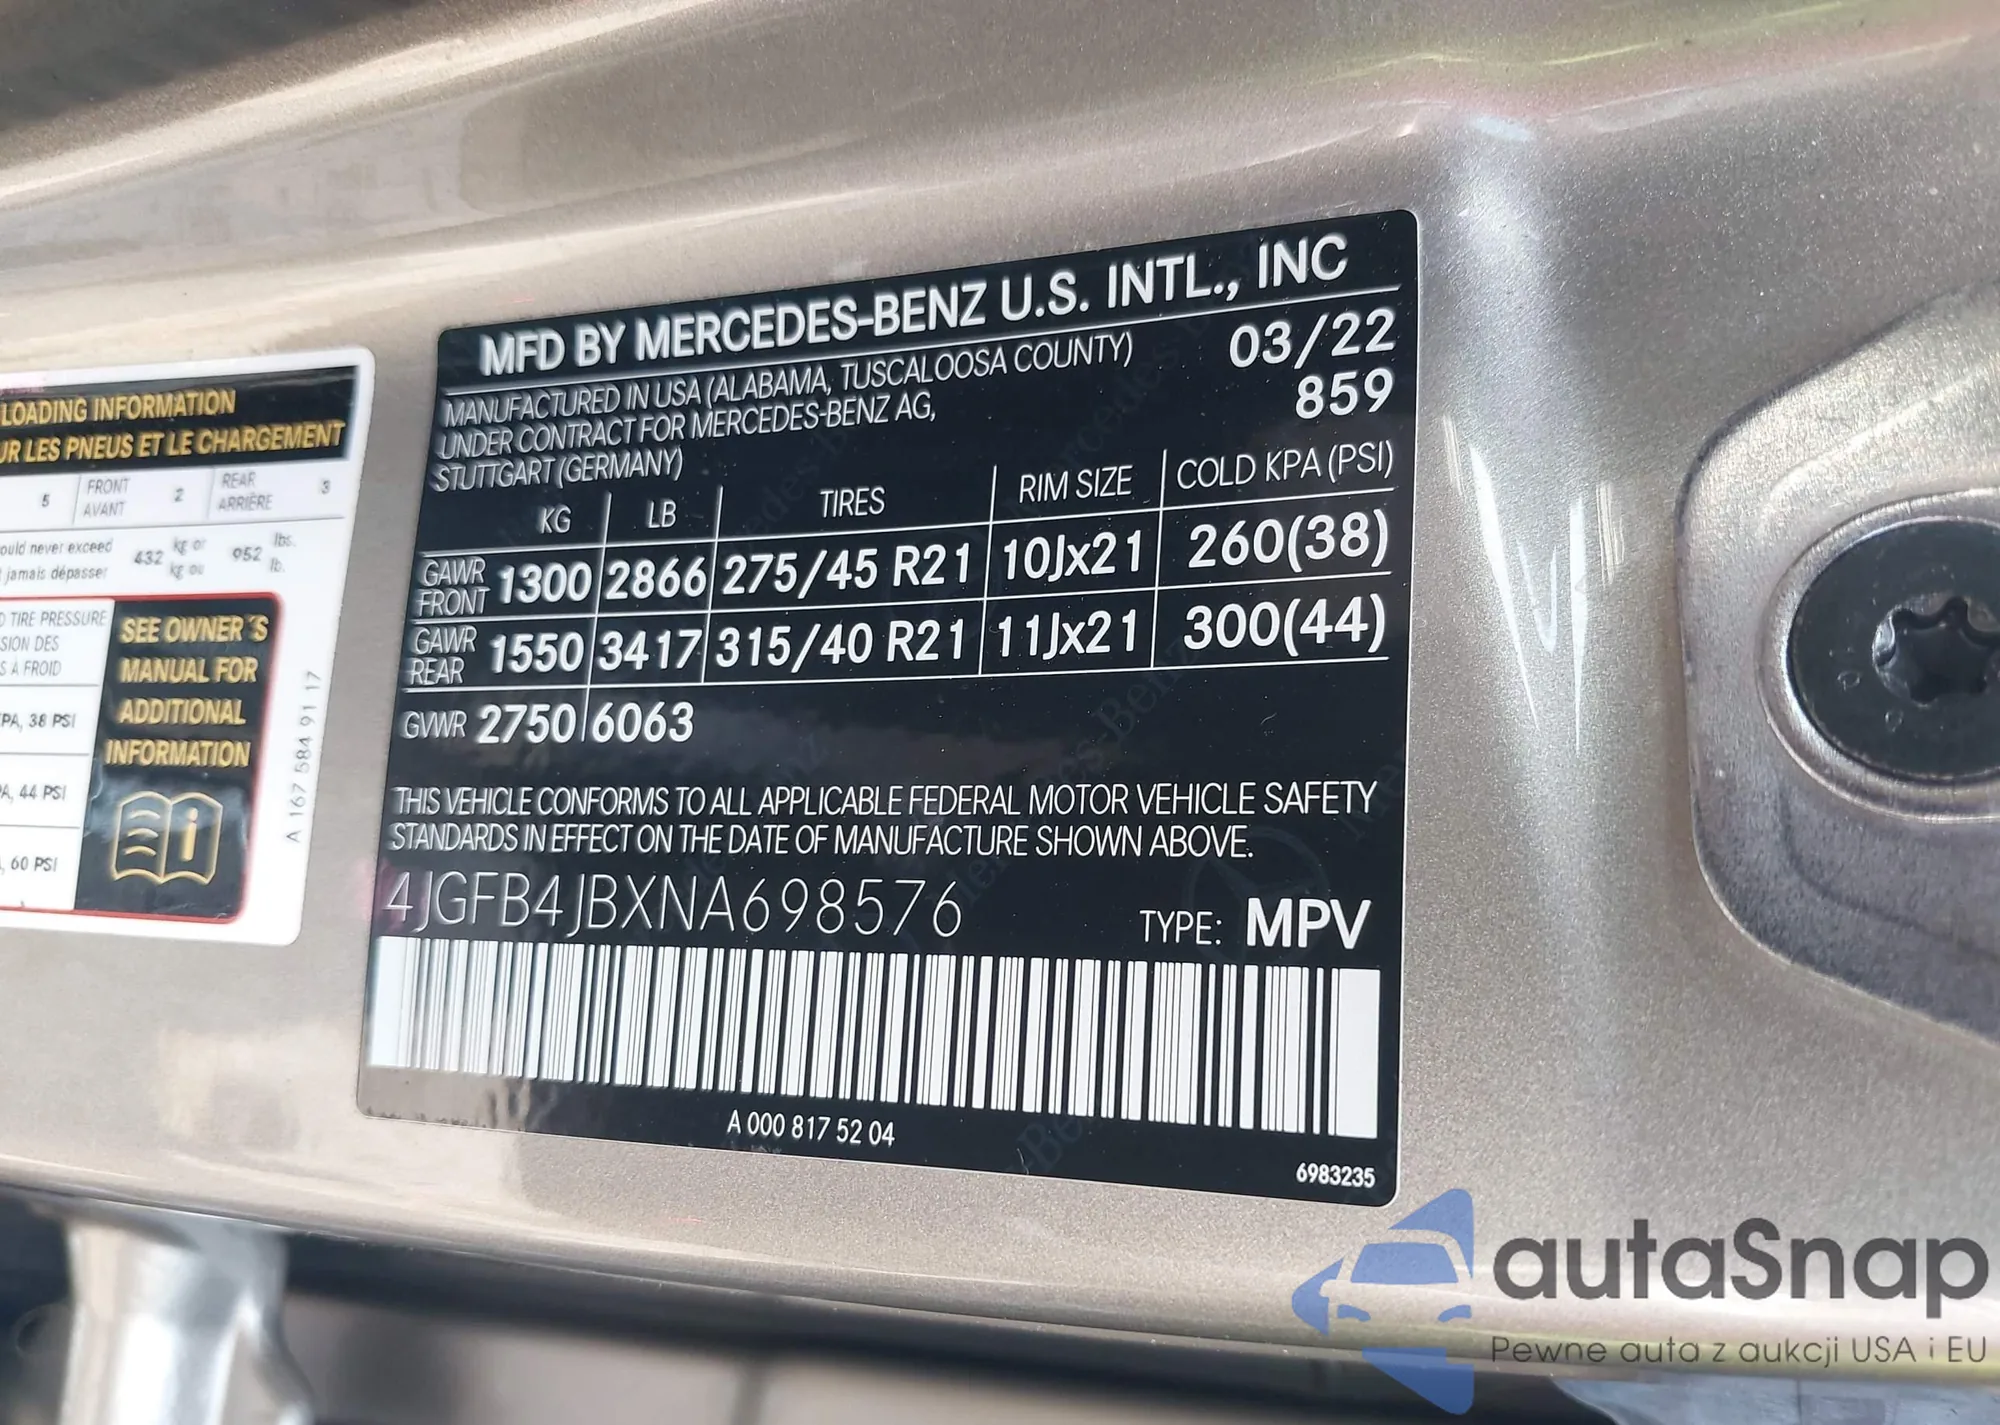 LOADING INFORMATION
UR LES PNEUS ET LE CHARGEMENT
5 FRONT AVANT 2 REAR ARRIÈRE 3
ould never exceed 432 kg or 952 lbs.
jamais dépasser kg ou lb.
TIRE PRESSURE
SION DES
À FROID
PA, 38 PSI
A, 44 PSI
, 60 PSI
SEE OWNER'S
MANUAL FOR
ADDITIONAL
INFORMATION
A 167 584 91 17
MFD BY MERCEDES-BENZ U.S. INTL., INC
MANUFACTURED IN USA (ALABAMA, TUSCALOOSA COUNTY) 03/22
UNDER CONTRACT FOR MERCEDES-BENZ AG, 859
STUTTGART (GERMANY)
KG LB TIRES RIM SIZE COLD KPA (PSI)
GAWR FRONT 1300 2866 275/45 R21 10Jx21 260(38)
GAWR REAR 1550 3417 315/40 R21 11Jx21 300(44)
GVWR 2750 6063
THIS VEHICLE CONFORMS TO ALL APPLICABLE FEDERAL MOTOR VEHICLE SAFETY
STANDARDS IN EFFECT ON THE DATE OF MANUFACTURE SHOWN ABOVE.
4JGFB4JBXNA698576 TYPE: MPV
A 000 817 52 04
6983235
autaSnap
Pewne auta z aukcji USA i EU